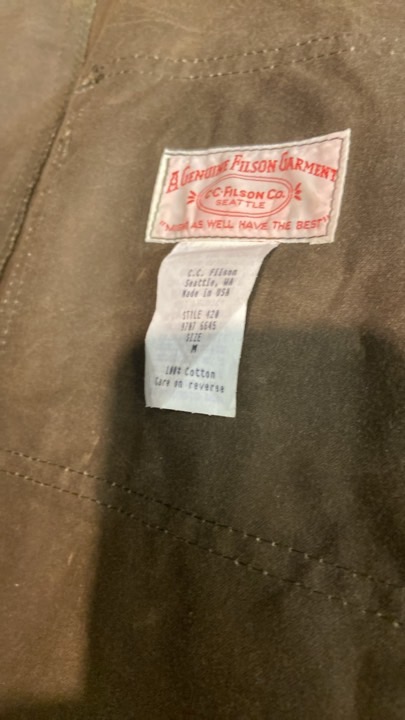 A GENUINE FILSON GARMENT
C.C. FILSON CO.
SEATTLE
"MIGHT AS WELL HAVE THE BEST"
C.C. Filson
Seattle, WA
Made in USA
STYLE 420
SIZE
M
100% Cotton
Care on reverse